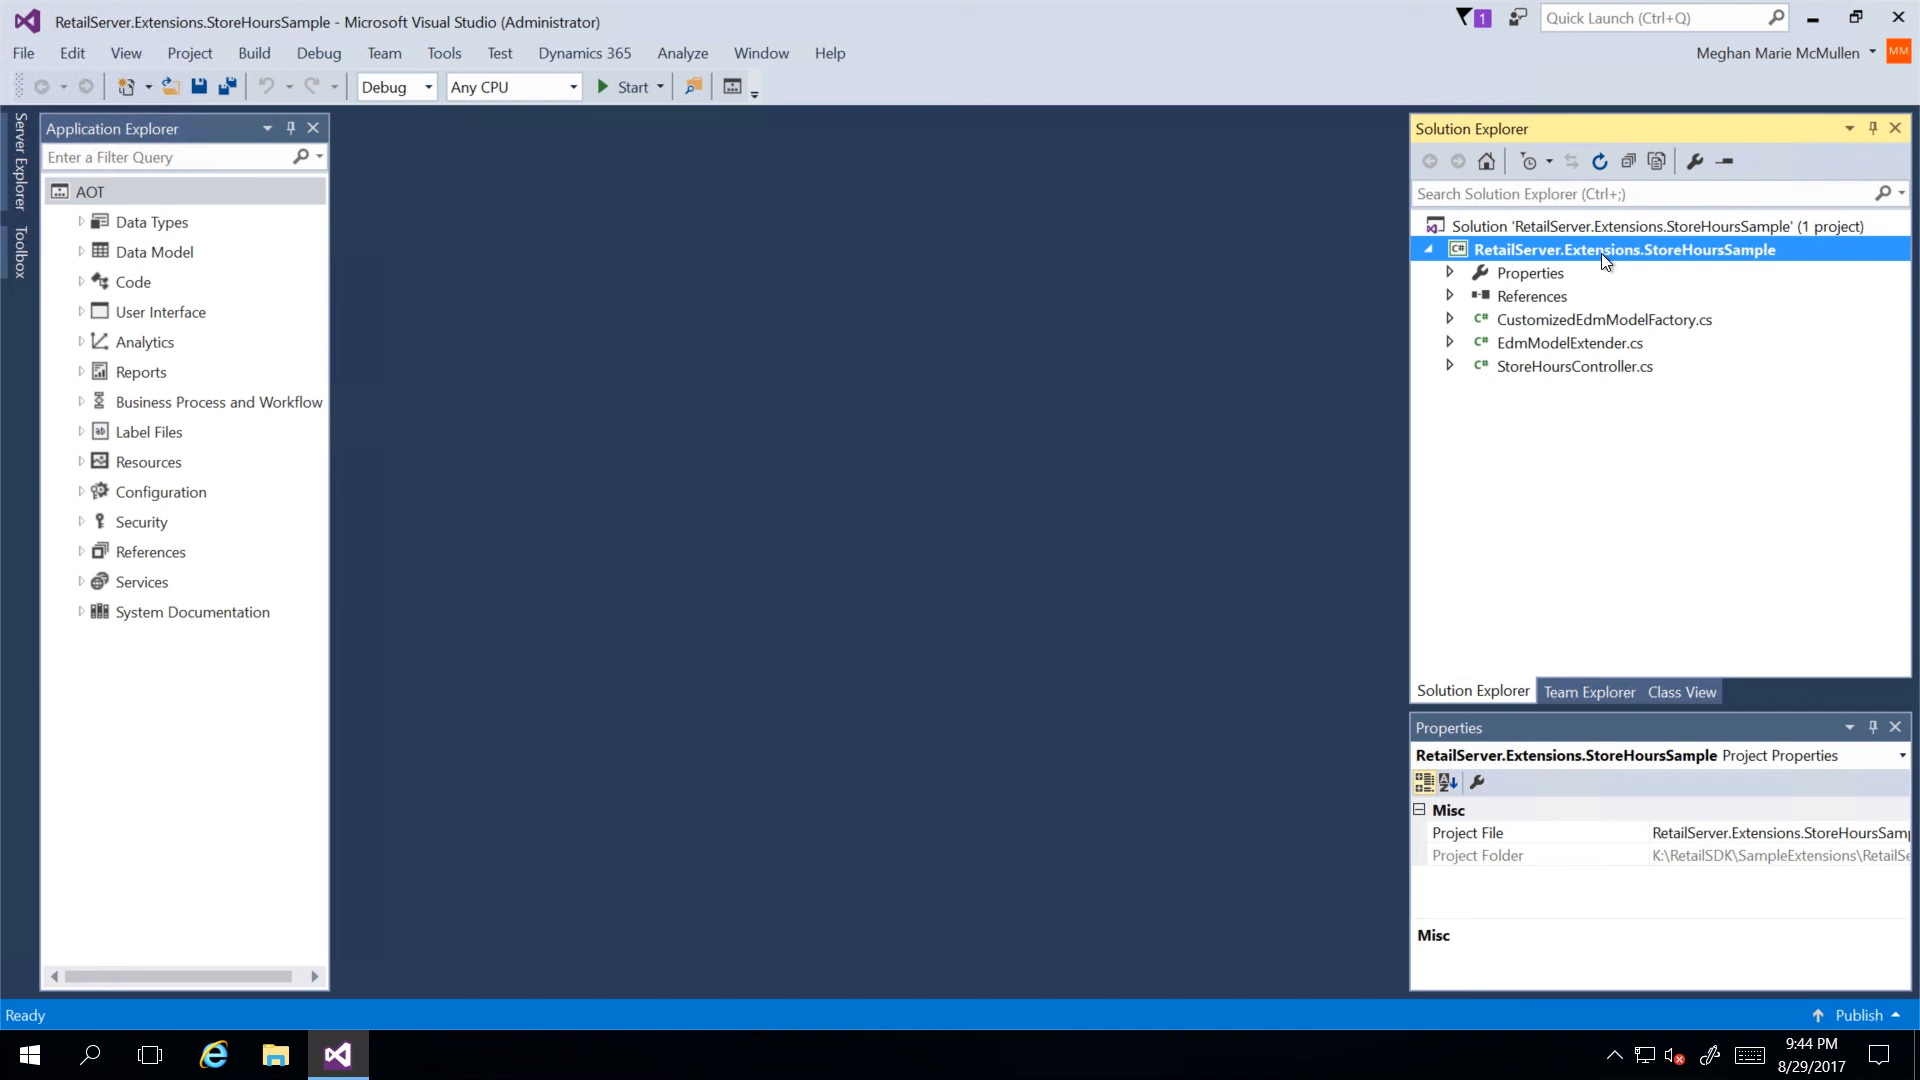 RetailServer.Extensions.StoreHoursSample - Microsoft Visual Studio (Administrator)
1
Quick Launch (Ctrl+Q)
File Edit View Project Build Debug Team Tools Test Dynamics 365 Analyze Window Help
Meghan Marie McMullen
MM
Debug
Any CPU
Start
Server Explorer
Toolbox
Application Explorer
Enter a Filter Query
AOT
Data Types
Data Model
Code
User Interface
Analytics
Reports
Business Process and Workflow
Label Files
Resources
Configuration
Security
References
Services
System Documentation
Solution Explorer
Search Solution Explorer (Ctrl+;)
Solution 'RetailServer.Extensions.StoreHoursSample' (1 project)
C# RetailServer.Extensions.StoreHoursSample
Properties
References
C# CustomizedEdmModelFactory.cs
C# EdmModelExtender.cs
C# StoreHoursController.cs
Solution Explorer Team Explorer Class View
Properties
RetailServer.Extensions.StoreHoursSample Project Properties
Misc
Project File RetailServer.Extensions.StoreHoursSamp
Project Folder K:\RetailSDK\SampleExtensions\RetailSe
Misc
Ready
Publish
9:44 PM
8/29/2017